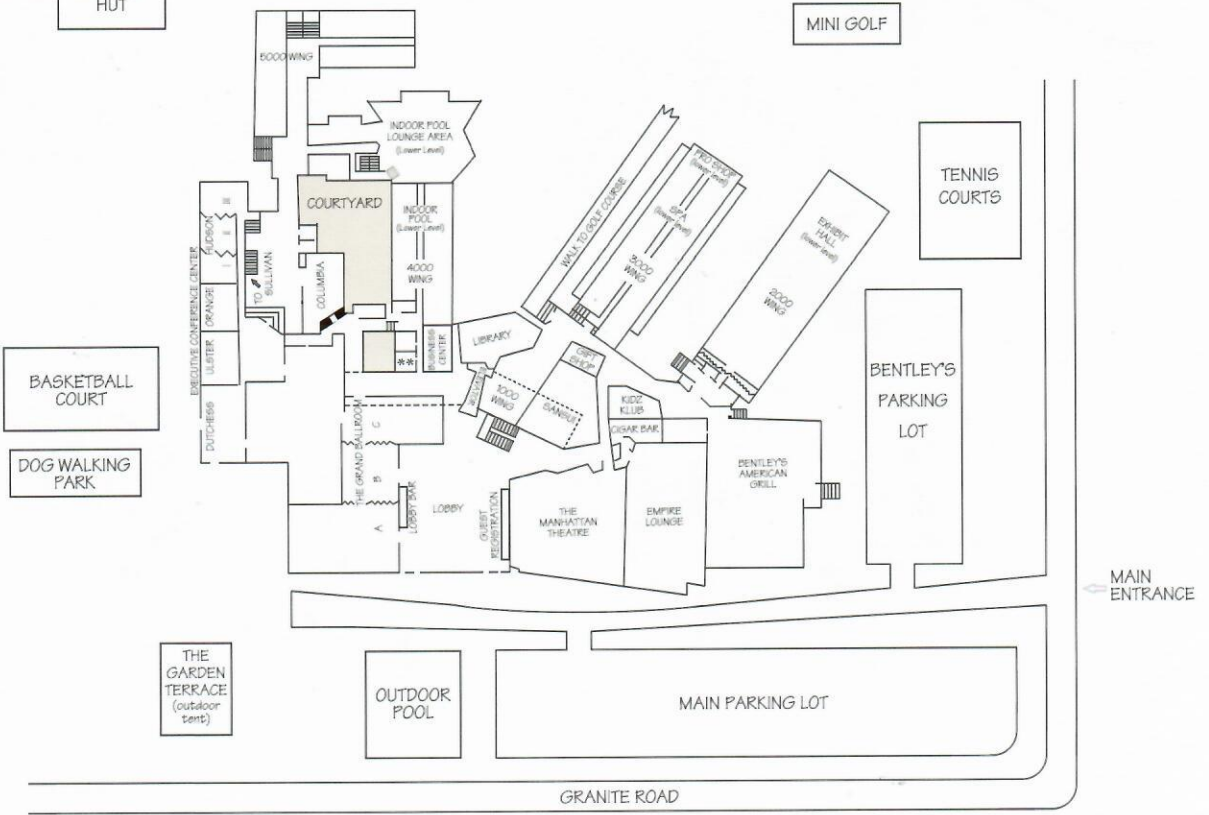 HUT
MINI GOLF
5000 WING
INDOOR POOL
LOUNGE AREA
(Lower Level)
COURTYARD
INDOOR
POOL
(Lower Level)
4000
WING
HUDSON
I
II
III
EXECUTIVE CONFERENCE CENTER
ORANGE
ULSTER
DUTCHESS
TO
SULLIVAN
COLUMBIA
**
BUSINESS
CENTER
LIBRARY
WALK TO GOLF COURSE
PRO SHOP
(lower level)
SPA
(lower level)
3000
WING
EXHIBIT
HALL
(lower level)
2000
WING
TENNIS
COURTS
BASKETBALL
COURT
DOG WALKING
PARK
GIFT
SHOP
1000
WING
SANSUI
KIDZ
KLUB
CIGAR BAR
BENTLEY'S
PARKING
LOT
THE GRAND BALLROOM
C
B
A
LOBBY BAR
LOBBY
GUEST
REGISTRATION
THE
MANHATTAN
THEATRE
EMPIRE
LOUNGE
BENTLEY'S
AMERICAN
GRILL
MAIN
ENTRANCE
THE
GARDEN
TERRACE
(outdoor
tent)
OUTDOOR
POOL
MAIN PARKING LOT
GRANITE ROAD